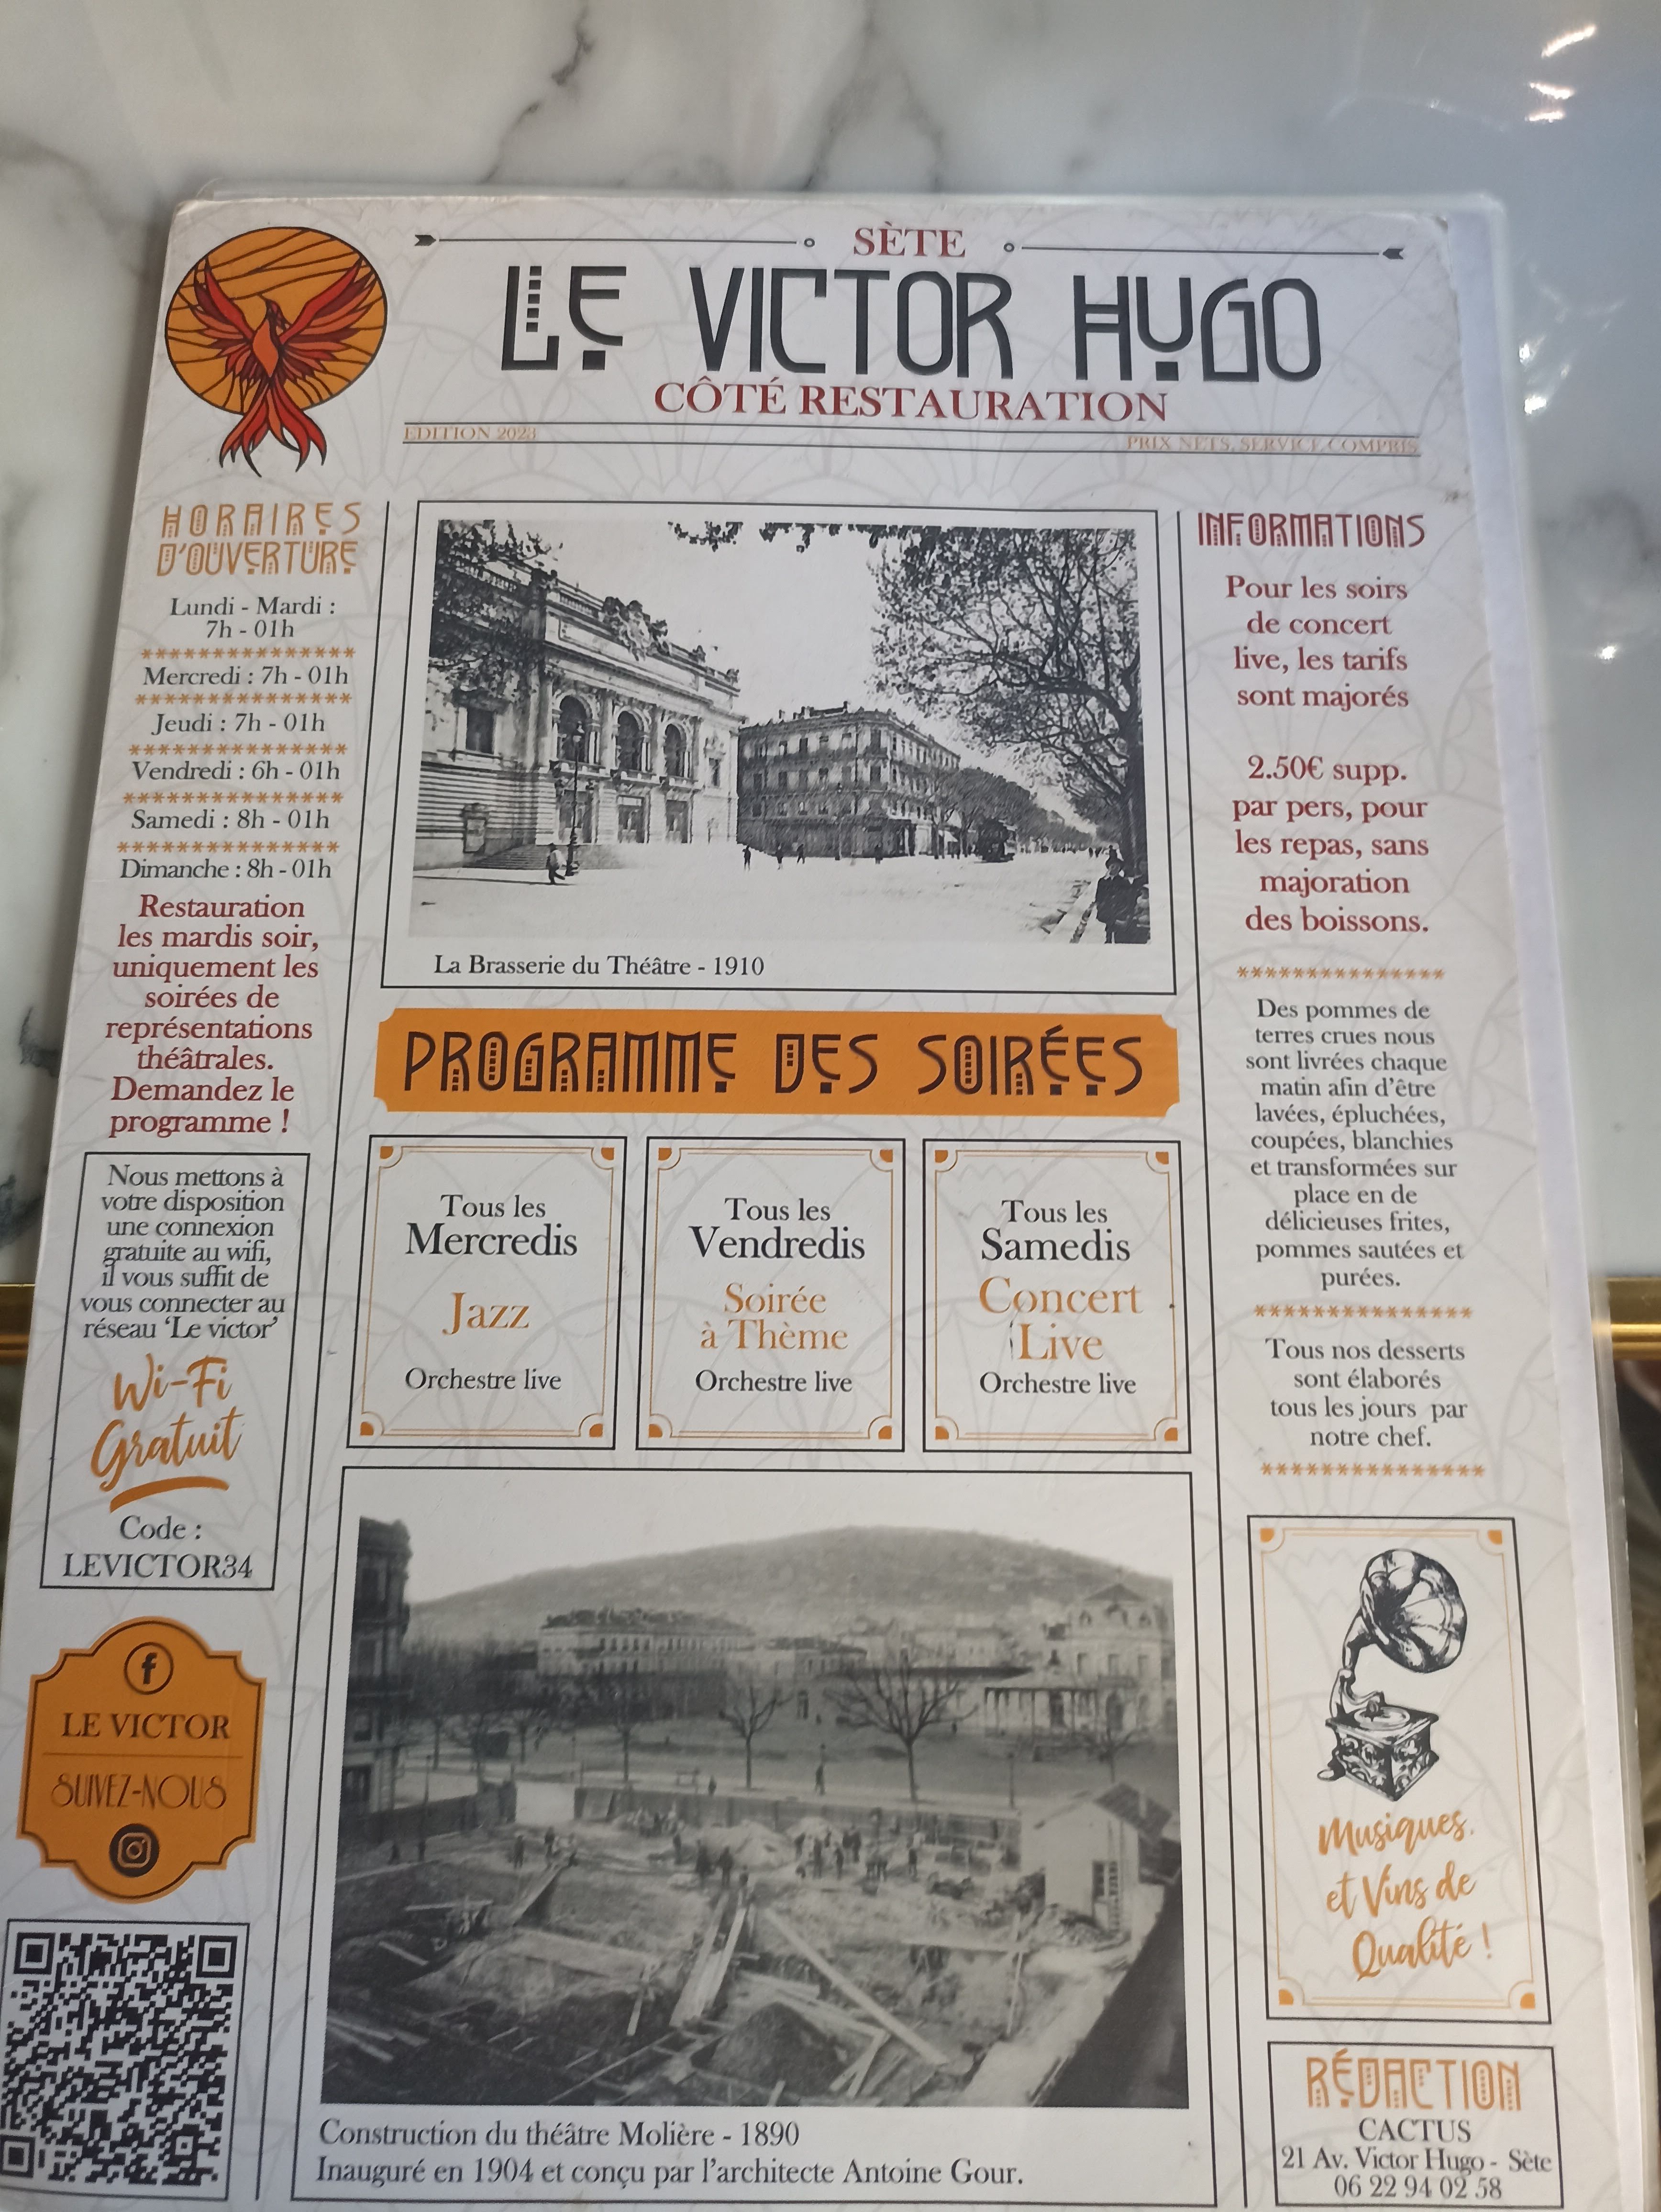 SÈTE
LE VICTOR HUGO
CÔTÉ RESTAURATION
EDITION 2023
PRIX NETS, SERVICE COMPRIS
HORAIRES
D'OUVERTURE
Lundi - Mardi :
7h - 01h
***************
Mercredi : 7h - 01h
***************
Jeudi : 7h - 01h
***************
Vendredi : 6h - 01h
***************
Samedi : 8h - 01h
***************
Dimanche : 8h - 01h
Restauration
les mardis soir,
uniquement les
soirées de
représentations
théâtrales.
Demandez le
programme !
Nous mettons à
votre disposition
une connexion
gratuite au wifi,
il vous suffit de
vous connecter au
réseau ‘Le victor’
Wi-Fi
Gratuit
Code :
LEVICTOR34
LE VICTOR
SUIVEZ-NOUS
La Brasserie du Théâtre - 1910
PROGRAMME DES SOIRÉES
Tous les
Mercredis
Jazz
Orchestre live
Tous les
Vendredis
Soirée
à Thème
Orchestre live
Tous les
Samedis
Concert
Live
Orchestre live
Construction du théâtre Molière - 1890
Inauguré en 1904 et conçu par l'architecte Antoine Gour.
INFORMATIONS
Pour les soirs
de concert
live, les tarifs
sont majorés
2.50€ supp.
par pers, pour
les repas, sans
majoration
des boissons.
***************
Des pommes de
terres crues nous
sont livrées chaque
matin afin d'être
lavées, épluchées,
coupées, blanchies
et transformées sur
place en de
délicieuses frites,
pommes sautées et
purées.
***************
Tous nos desserts
sont élaborés
tous les jours par
notre chef.
***************
Musiques,
et Vins de
Qualité !
RÉDACTION
CACTUS
21 Av. Victor Hugo - Sète
06 22 94 02 58